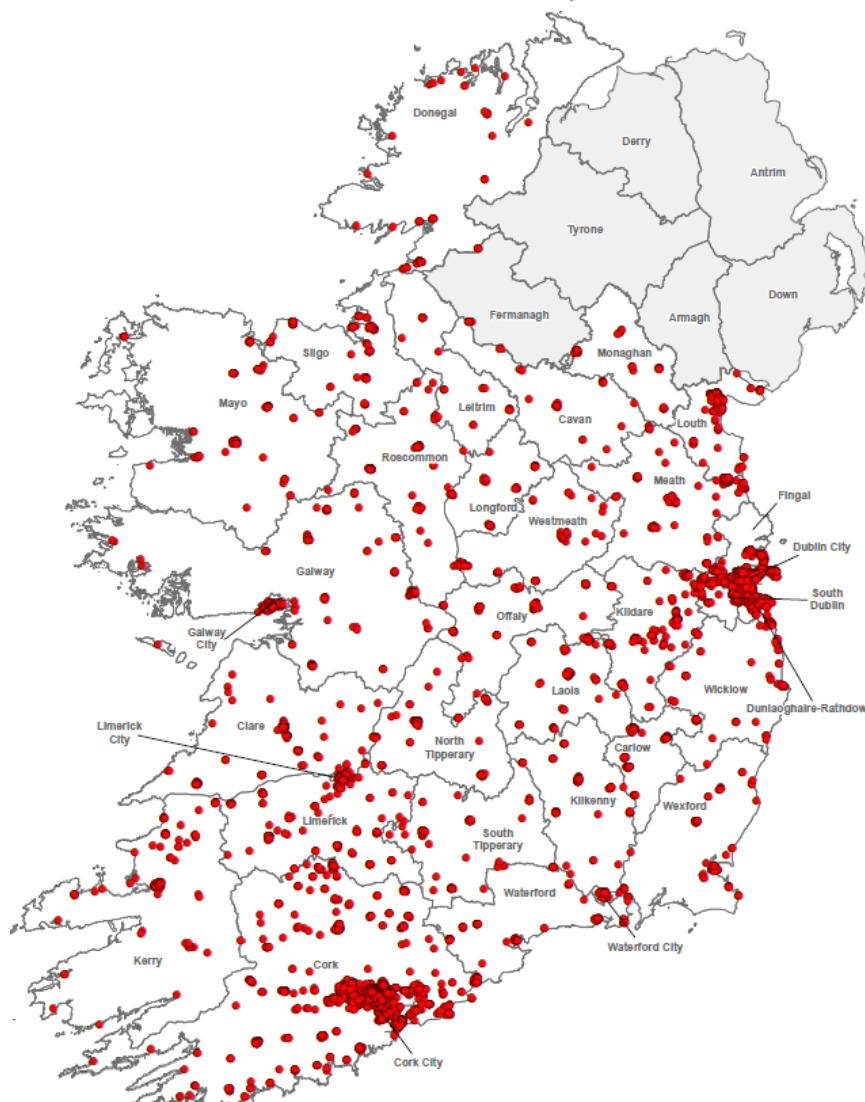 Donegal
Derry
Antrim
Tyrone
Fermanagh
Armagh
Down
Monaghan
Sligo
Mayo
Leitrim
Cavan
Louth
Roscommon
Longford
Meath
Westmeath
Fingal
Dublin City
Galway
South
Dublin
Offaly
Kildare
Galway
City
Laois
Wicklow
Dunlaoghaire-Rathdow
Limerick
City
Clare
North
Tipperary
Carlow
Kilkenny
Wexford
Limerick
South
Tipperary
Waterford
Waterford City
Kerry
Cork
Cork City